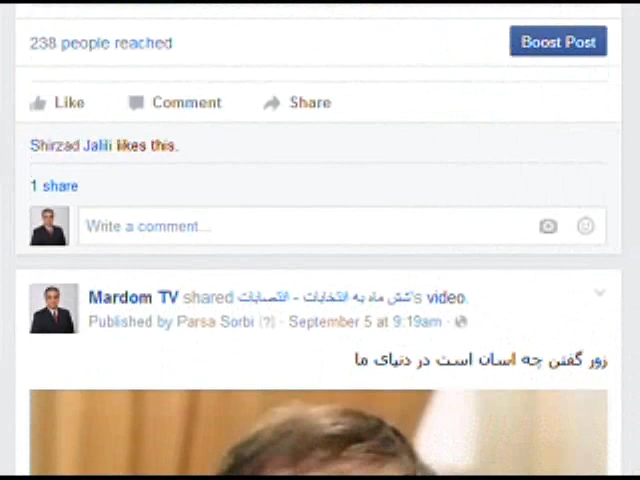 238 people reached
Boost Post
Like Comment Share
Shirzad Jalili likes this.
1 share
Write a comment...
Mardom TV shared شش ماه به انتخابات - انتصابات's video.
Published by Parsa Sorbi [?] · September 5 at 9:19am ·
زور گفتن چه اسان است در دنیای ما